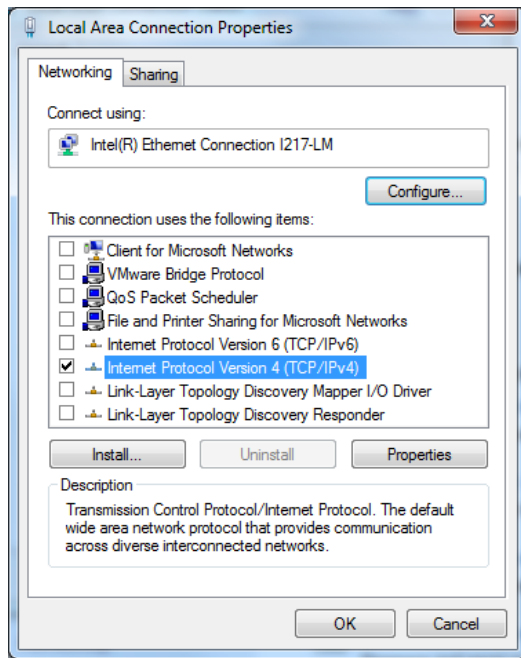 Local Area Connection Properties
Networking
Sharing
Connect using:
Intel(R) Ethernet Connection I217-LM
Configure...
This connection uses the following items:
Client for Microsoft Networks
VMware Bridge Protocol
QoS Packet Scheduler
File and Printer Sharing for Microsoft Networks
Internet Protocol Version 6 (TCP/IPv6)
Internet Protocol Version 4 (TCP/IPv4)
Link-Layer Topology Discovery Mapper I/O Driver
Link-Layer Topology Discovery Responder
Install...
Uninstall
Properties
Description
Transmission Control Protocol/Internet Protocol. The default
wide area network protocol that provides communication
across diverse interconnected networks.
OK
Cancel